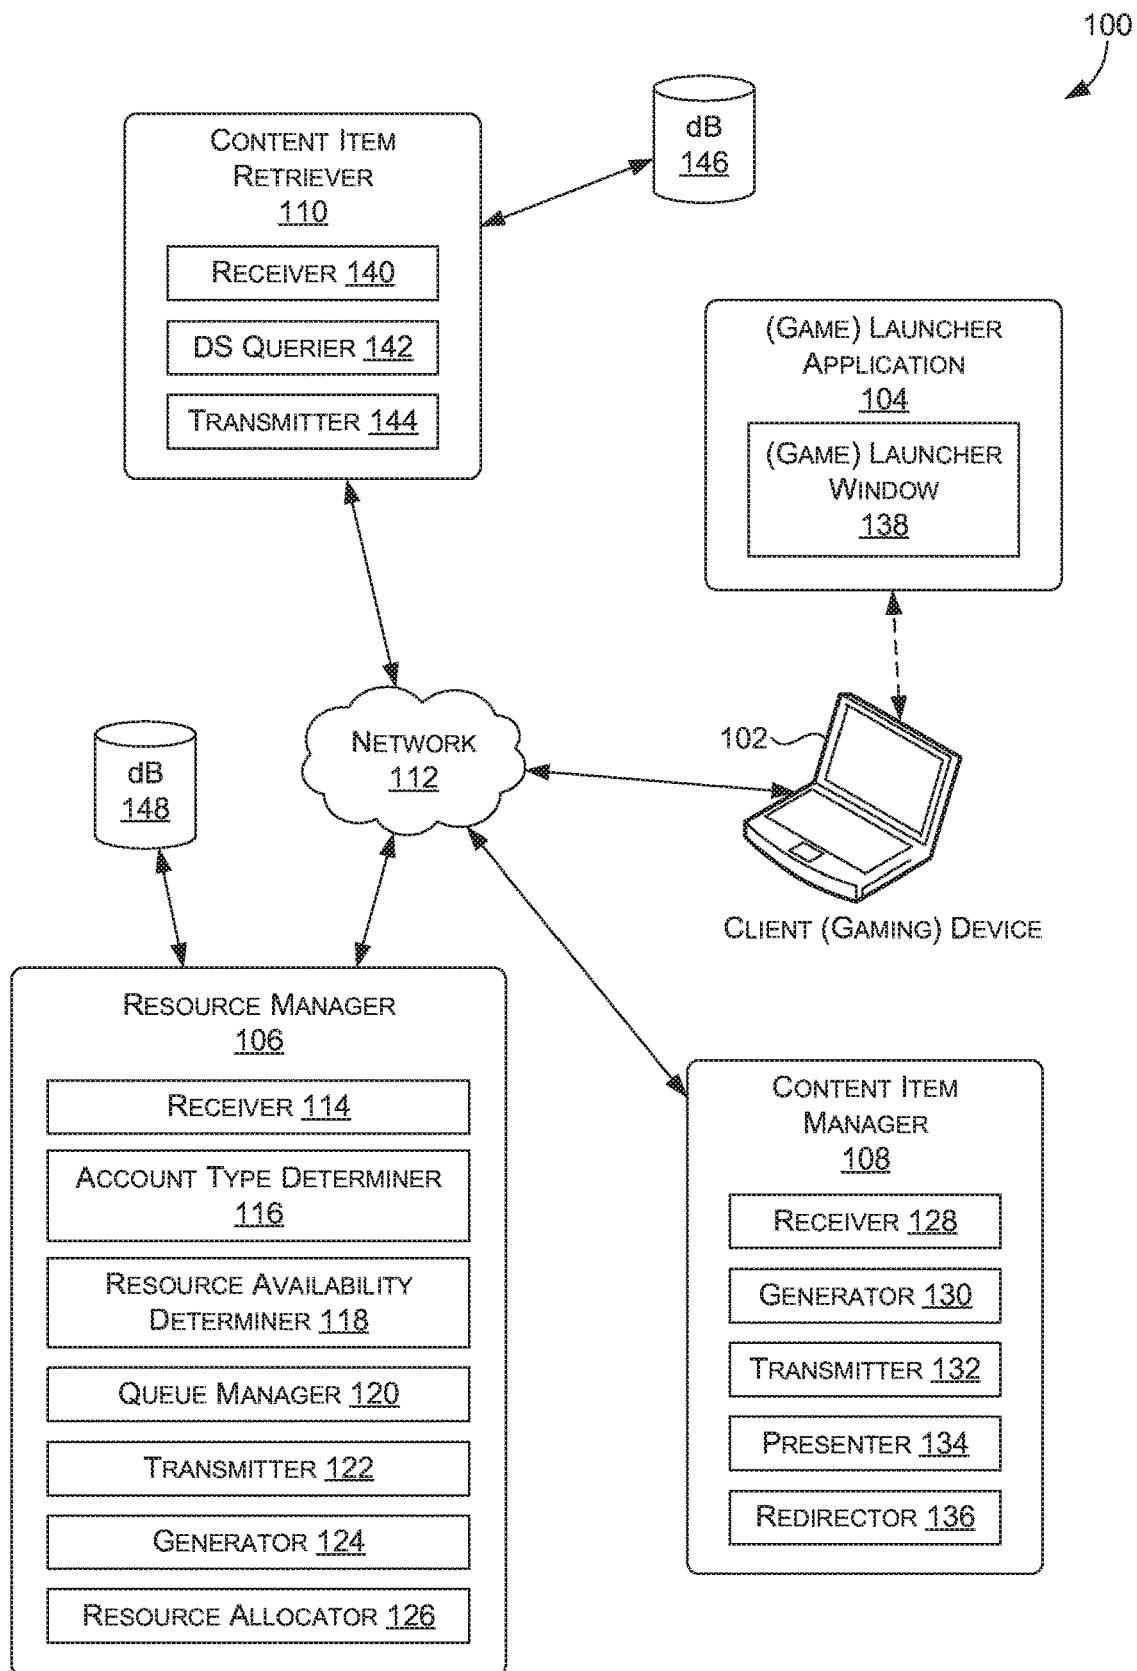 100
CONTENT ITEM
RETRIEVER
110
RECEIVER 140
DS QUERIER 142
TRANSMITTER 144
dB
146
(GAME) LAUNCHER
APPLICATION
104
(GAME) LAUNCHER
WINDOW
138
NETWORK
112
102
CLIENT (GAMING) DEVICE
dB
148
RESOURCE MANAGER
106
RECEIVER 114
ACCOUNT TYPE DETERMINER
116
RESOURCE AVAILABILITY
DETERMINER 118
QUEUE MANAGER 120
TRANSMITTER 122
GENERATOR 124
RESOURCE ALLOCATOR 126
CONTENT ITEM
MANAGER
108
RECEIVER 128
GENERATOR 130
TRANSMITTER 132
PRESENTER 134
REDIRECTOR 136